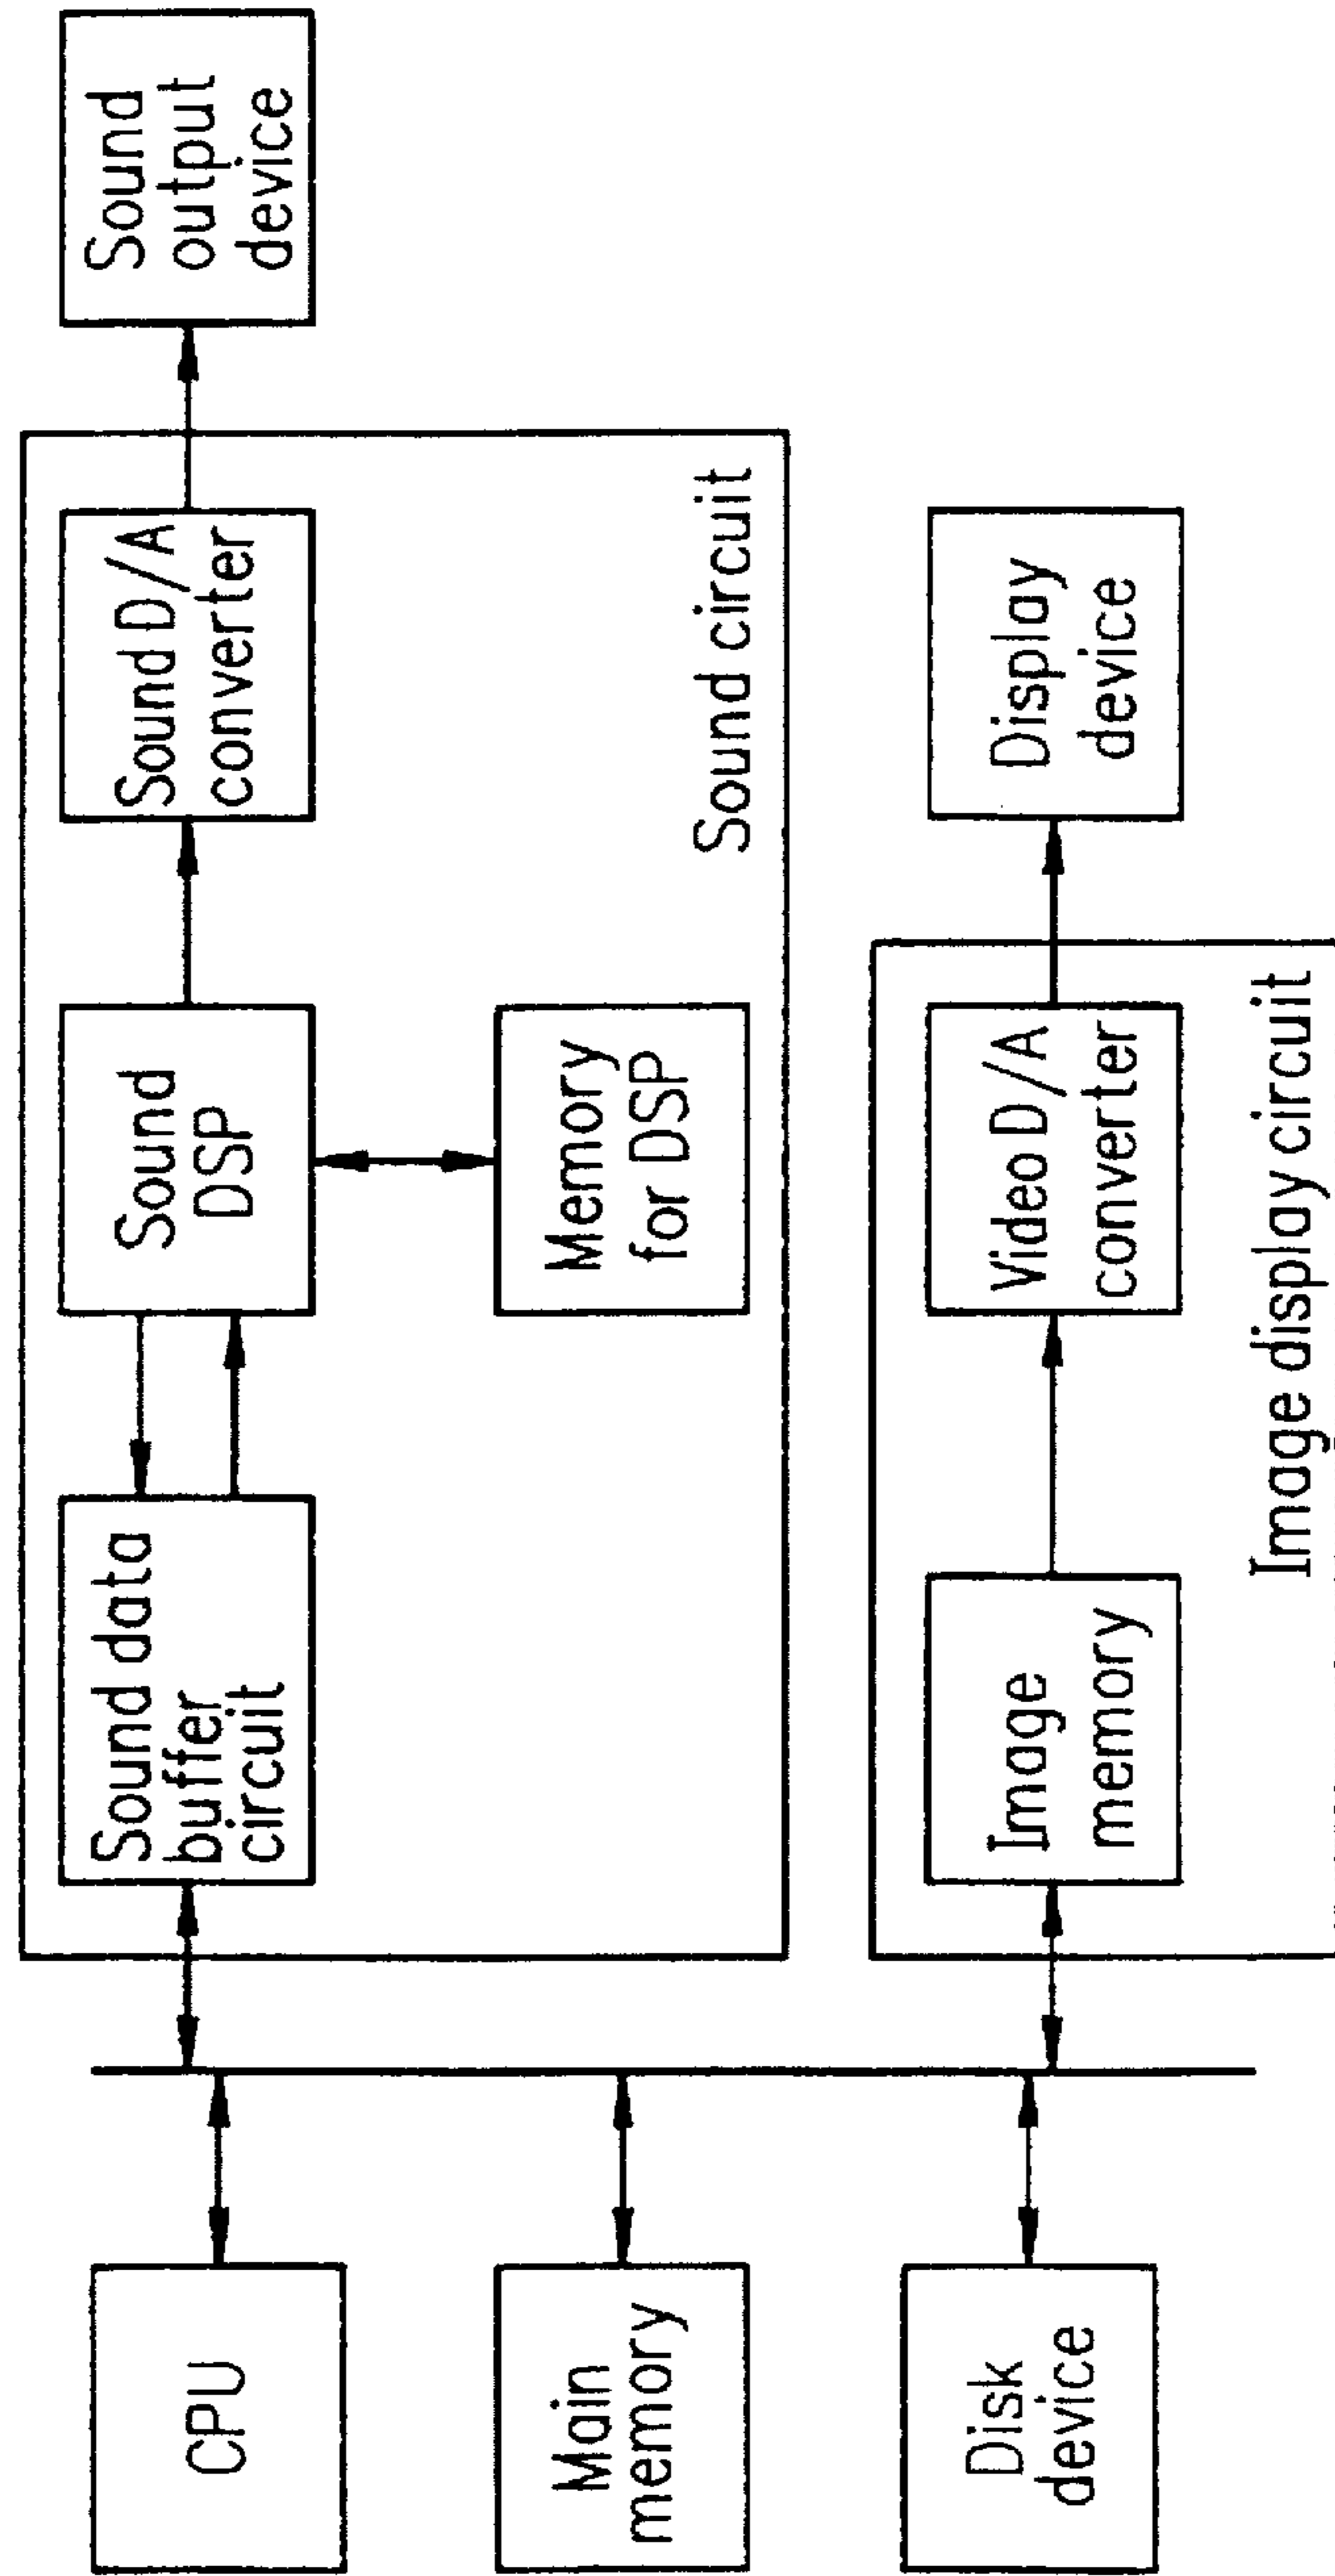 CPU
Main
memory
Disk
device
Sound data
buffer
circuit
Sound
DSP
Sound D/A
converter
Memory
for DSP
Sound circuit
Sound
output
device
Image
memory
Video D/A
converter
Image display circuit
Display
device